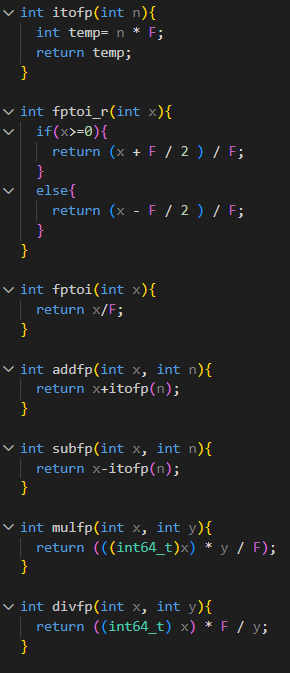 int itofp(int n){
int temp= n * F;
return temp;
}
int fptoi_r(int x){
if(x>=0){
return (x + F / 2 ) / F;
}
else{
return (x - F / 2 ) / F;
}
}
int fptoi(int x){
return x/F;
}
int addfp(int x, int n){
return x+itofp(n);
}
int subfp(int x, int n){
return x-itofp(n);
}
int mulfp(int x, int y){
return (((int64_t)x) * y / F);
}
int divfp(int x, int y){
return ((int64_t) x) * F / y;
}